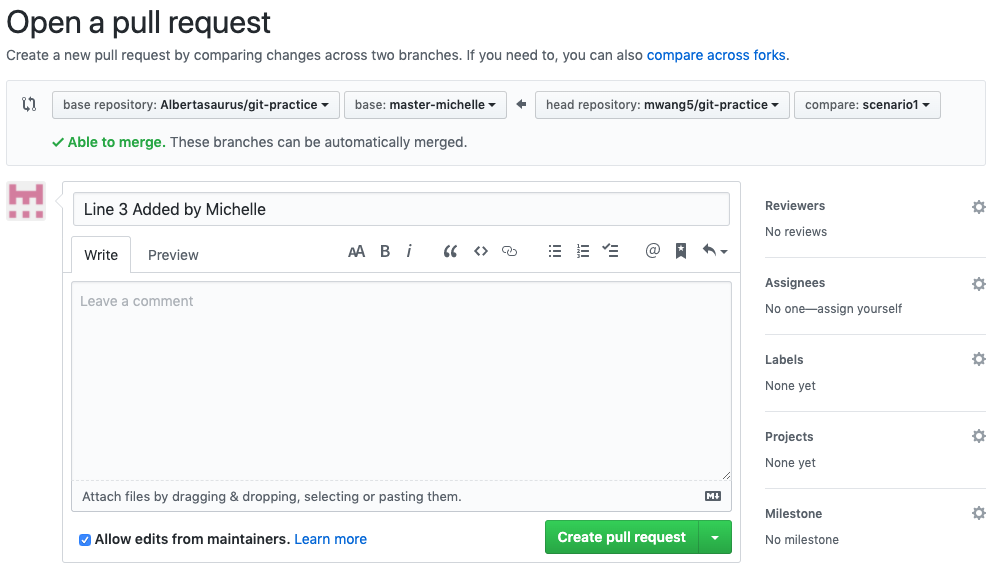 Open a pull request
Create a new pull request by comparing changes across two branches. If you need to, you can also compare across forks.
base repository: Albertasaurus/git-practice base: master-michelle head repository: mwang5/git-practice compare: scenario1
Able to merge. These branches can be automatically merged.
Line 3 Added by Michelle
Write Preview AA B i @
Leave a comment
Attach files by dragging & dropping, selecting or pasting them.
Allow edits from maintainers. Learn more
Create pull request
Reviewers
No reviews
Assignees
No one—assign yourself
Labels
None yet
Projects
None yet
Milestone
No milestone